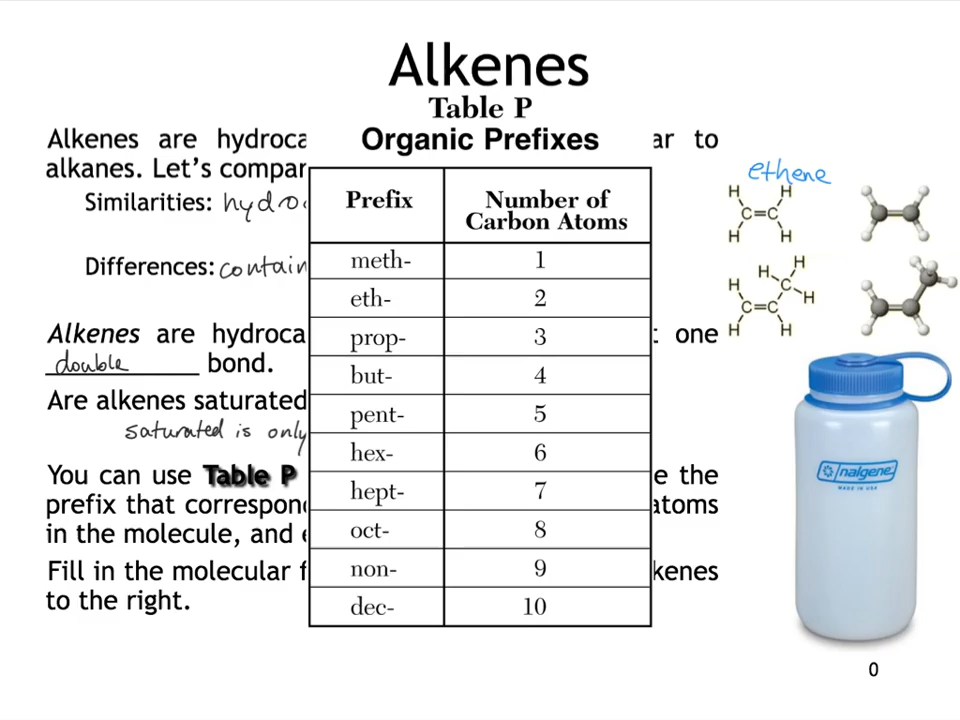 Alkenes
Table P
Organic Prefixes
Alkenes are hydroca ar to
alkanes. Let's compar
Similarities: hydro
Differences: contain
Alkenes are hydroca t one
double bond.
Are alkenes saturated
saturated is only
You can use Table P e the
prefix that correspon atoms
in the molecule, and e
Fill in the molecular f kenes
to the right.
Prefix Number of Carbon Atoms
meth- 1
eth- 2
prop- 3
but- 4
pent- 5
hex- 6
hept- 7
oct- 8
non- 9
dec- 10
ethene
H H
C=C
H H
H
H C H
H
C=C
H H
nalgene
MADE IN USA
0